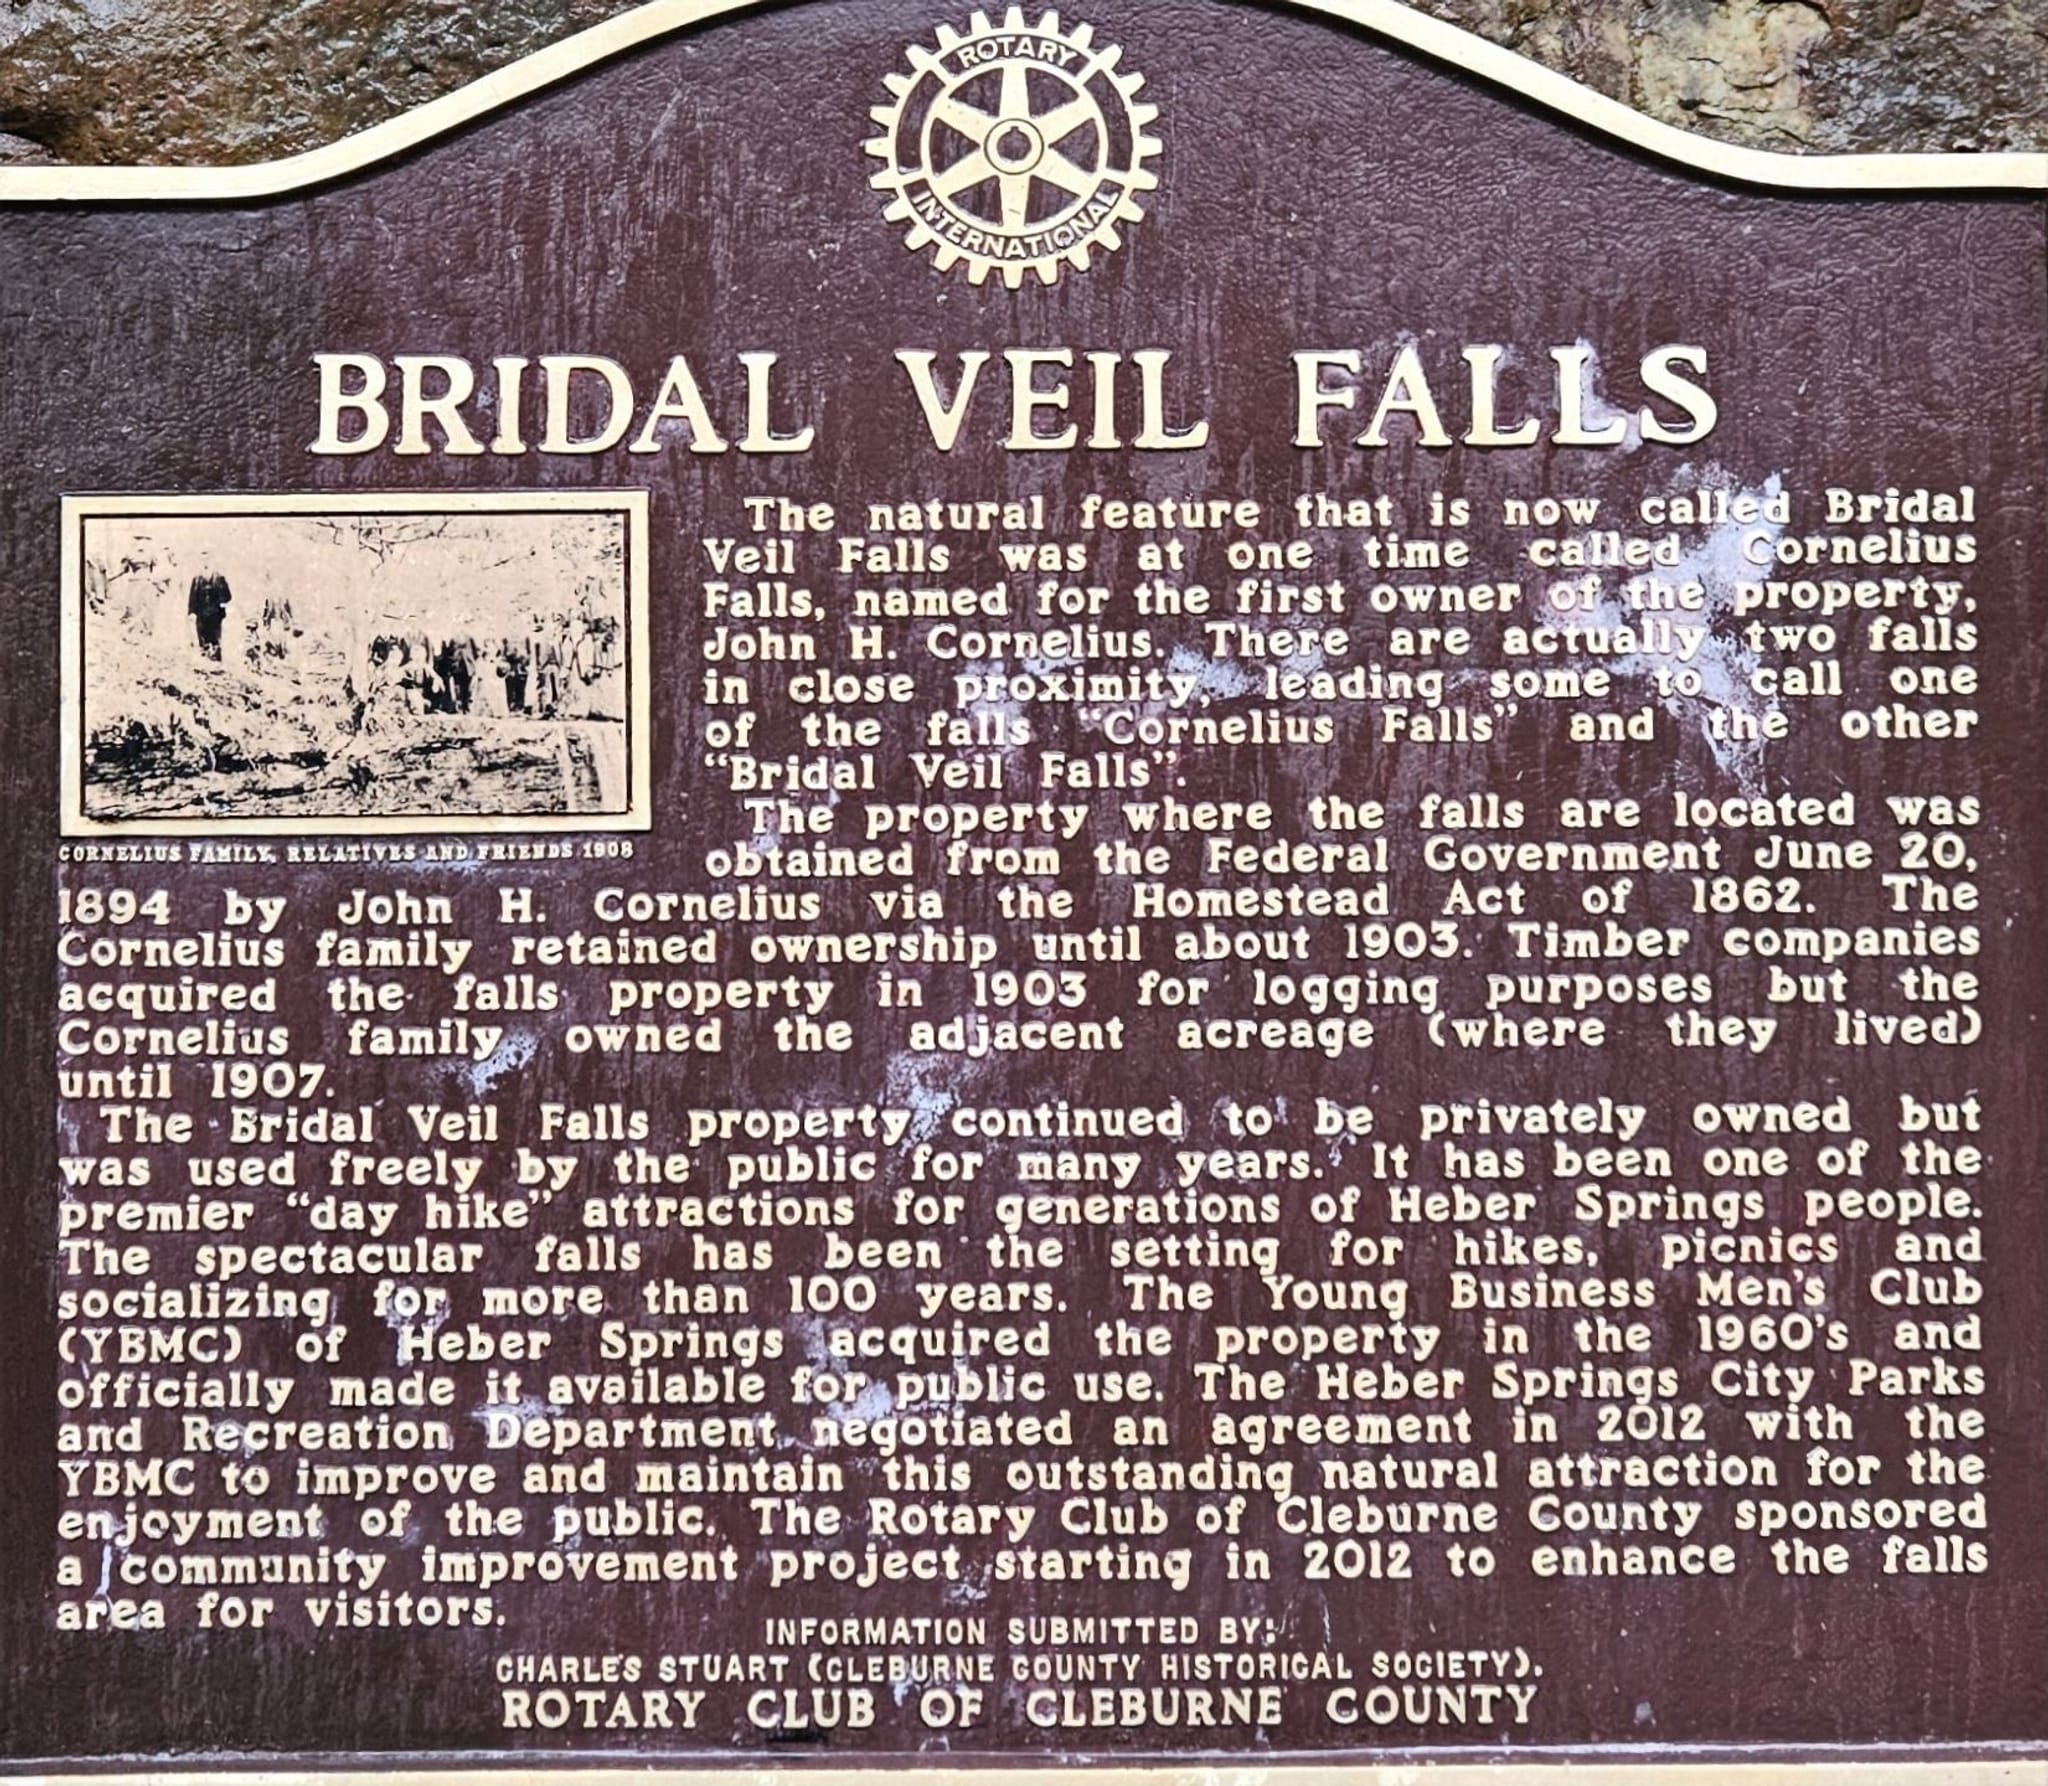 ROTARY
INTERNATIONAL
BRIDAL VEIL FALLS
The natural feature that is now called Bridal
Veil Falls was at one time called Cornelius
Falls, named for the first owner of the property,
John H. Cornelius. There are actually two falls
in close proximity, leading some to call one
of the falls “Cornelius Falls” and the other
“Bridal Veil Falls”.
CORNELIUS FAMILY, RELATIVES AND FRIENDS 1908
The property where the falls are located was
obtained from the Federal Government June 20,
1894 by John H. Cornelius via the Homestead Act of 1862. The
Cornelius family retained ownership until about 1903. Timber companies
acquired the falls property in 1903 for logging purposes but the
Cornelius family owned the adjacent acreage (where they lived)
until 1907.
The Bridal Veil Falls property continued to be privately owned but
was used freely by the public for many years. It has been one of the
premier “day hike” attractions for generations of Heber Springs people.
The spectacular falls has been the setting for hikes, picnics and
socializing for more than 100 years. The Young Business Men's Club
(YBMC) of Heber Springs acquired the property in the 1960's and
officially made it available for public use. The Heber Springs City Parks
and Recreation Department negotiated an agreement in 2012 with the
YBMC to improve and maintain this outstanding natural attraction for the
enjoyment of the public. The Rotary Club of Cleburne County sponsored
a community improvement project starting in 2012 to enhance the falls
area for visitors.
INFORMATION SUBMITTED BY:
CHARLES STUART (CLEBURNE COUNTY HISTORICAL SOCIETY).
ROTARY CLUB OF CLEBURNE COUNTY